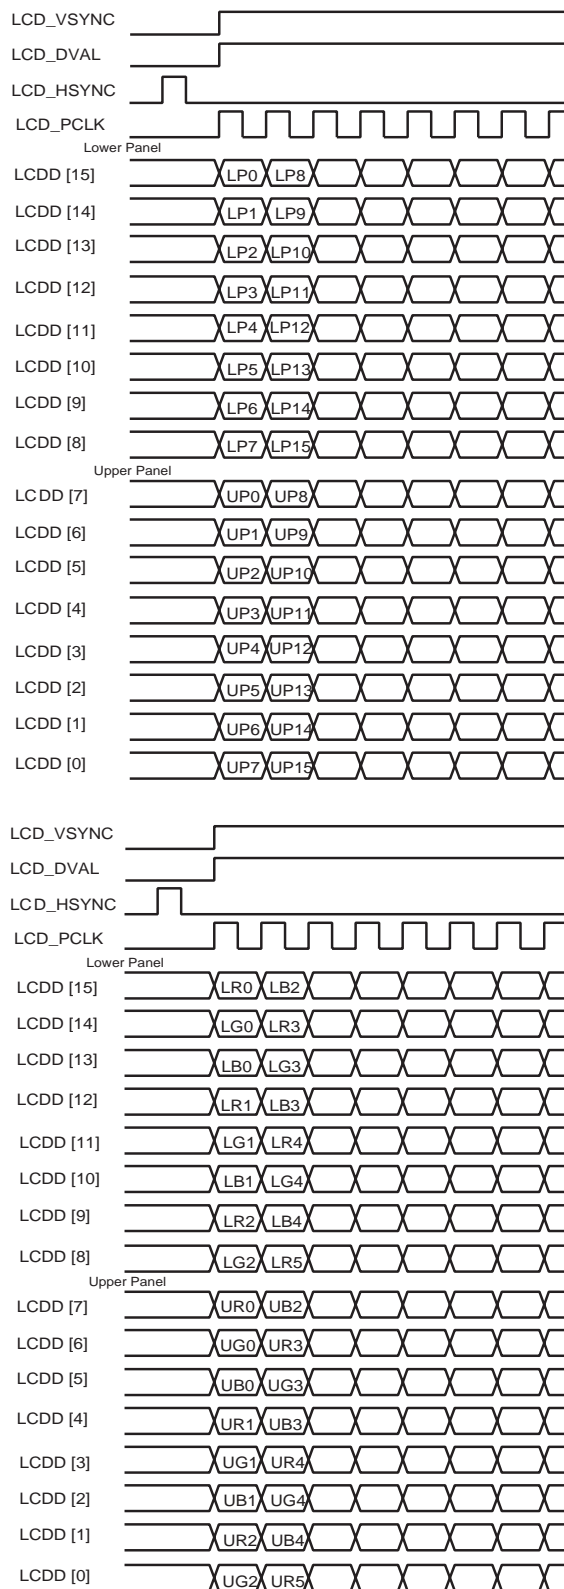 LCD_VSYNC
LCD_DVAL
LCD_HSYNC
LCD_PCLK
Lower Panel
LCDD [15] LP0 LP8
LCDD [14] LP1 LP9
LCDD [13] LP2 LP10
LCDD [12] LP3 LP11
LCDD [11] LP4 LP12
LCDD [10] LP5 LP13
LCDD [9] LP6 LP14
LCDD [8] LP7 LP15
Upper Panel
LCDD [7] UP0 UP8
LCDD [6] UP1 UP9
LCDD [5] UP2 UP10
LCDD [4] UP3 UP11
LCDD [3] UP4 UP12
LCDD [2] UP5 UP13
LCDD [1] UP6 UP14
LCDD [0] UP7 UP15
LCD_VSYNC
LCD_DVAL
LCD_HSYNC
LCD_PCLK
Lower Panel
LCDD [15] LR0 LB2
LCDD [14] LG0 LR3
LCDD [13] LB0 LG3
LCDD [12] LR1 LB3
LCDD [11] LG1 LR4
LCDD [10] LB1 LG4
LCDD [9] LR2 LB4
LCDD [8] LG2 LR5
Upper Panel
LCDD [7] UR0 UB2
LCDD [6] UG0 UR3
LCDD [5] UB0 UG3
LCDD [4] UR1 UB3
LCDD [3] UG1 UR4
LCDD [2] UB1 UG4
LCDD [1] UR2 UB4
LCDD [0] UG2 UR5